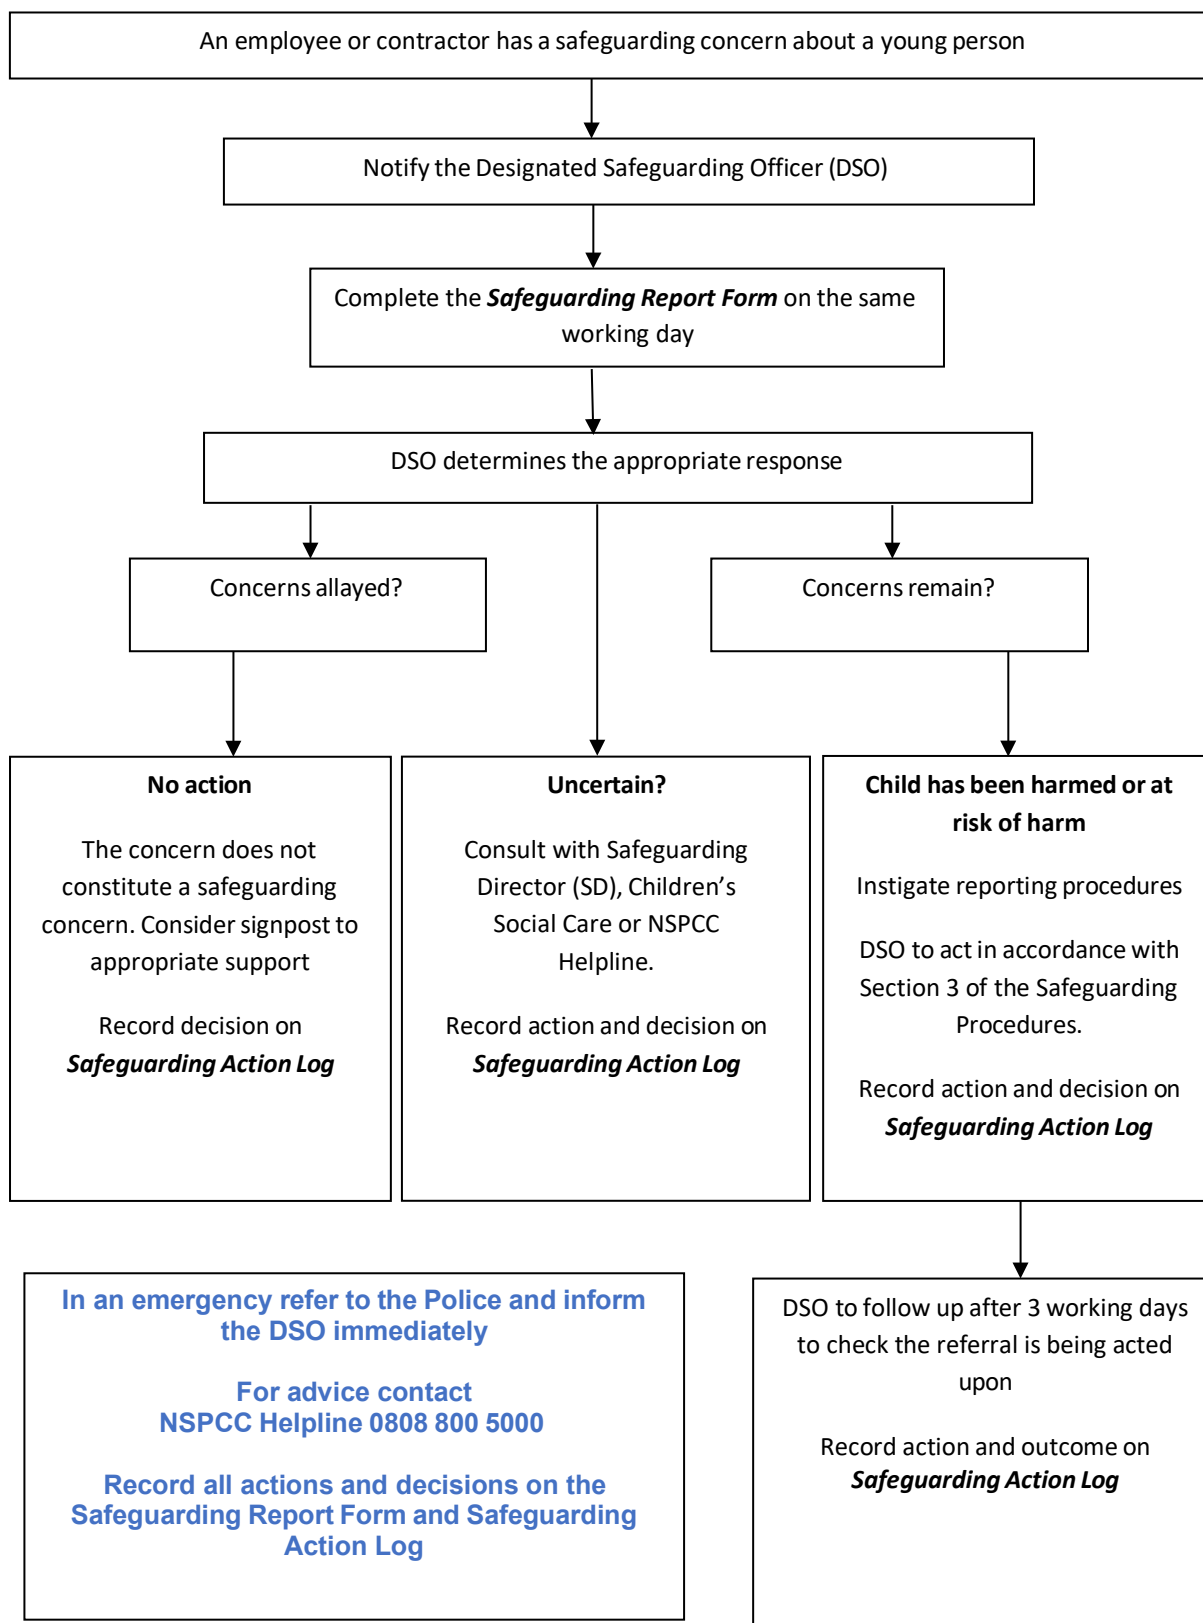 An employee or contractor has a safeguarding concern about a young person
Notify the Designated Safeguarding Officer (DSO)
Complete the Safeguarding Report Form on the same
working day
DSO determines the appropriate response
Concerns allayed?
Concerns remain?
No action
The concern does not
constitute a safeguarding
concern. Consider signpost to
appropriate support
Record decision on
Safeguarding Action Log
Uncertain?
Consult with Safeguarding
Director (SD), Children’s
Social Care or NSPCC
Helpline.
Record action and decision on
Safeguarding Action Log
Child has been harmed or at
risk of harm
Instigate reporting procedures
DSO to act in accordance with
Section 3 of the Safeguarding
Procedures.
Record action and decision on
Safeguarding Action Log
In an emergency refer to the Police and inform
the DSO immediately
For advice contact
NSPCC Helpline 0808 800 5000
Record all actions and decisions on the
Safeguarding Report Form and Safeguarding
Action Log
DSO to follow up after 3 working days
to check the referral is being acted
upon
Record action and outcome on
Safeguarding Action Log